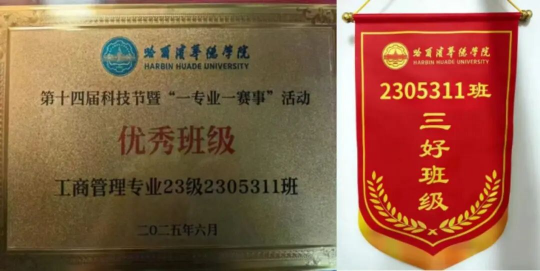 哈尔滨华德学院
HARBIN HUADE UNIVERSITY
第十四届科技节暨“一专业一赛事”活动
优秀班级
工商管理专业23级2305311班
二〇二五年六月
哈尔滨华德学院
HARBIN HUADE UNIVERSITY
2305311班
三好班级